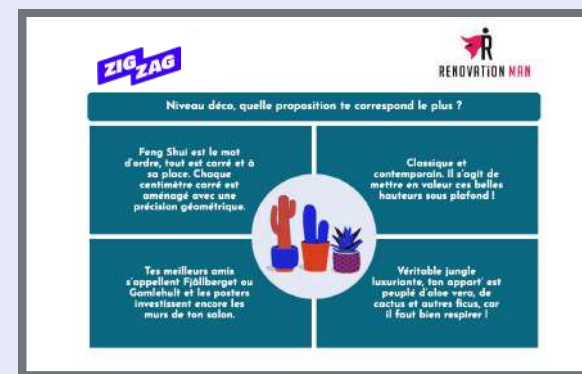 ZIG ZAG
RENOVATION MAN
Niveau déco, quelle proposition te correspond le plus ?
Feng Shui est le mot
d'ordre, tout est carré et à
sa place. Chaque
centimètre carré est
aménagé avec une
précision géométrique.
Classique et
contemporain. Il s'agit de
mettre en valeur ces belles
hauteurs sous plafond !
Tes meilleurs amis
s'appellent Fjällberget ou
Gamlehult et les posters
investissent encore les
murs de ton salon.
Véritable jungle
luxuriante, ton appart' est
peuplé d'aloe vera, de
cactus et autres ficus, car
il faut bien respirer !